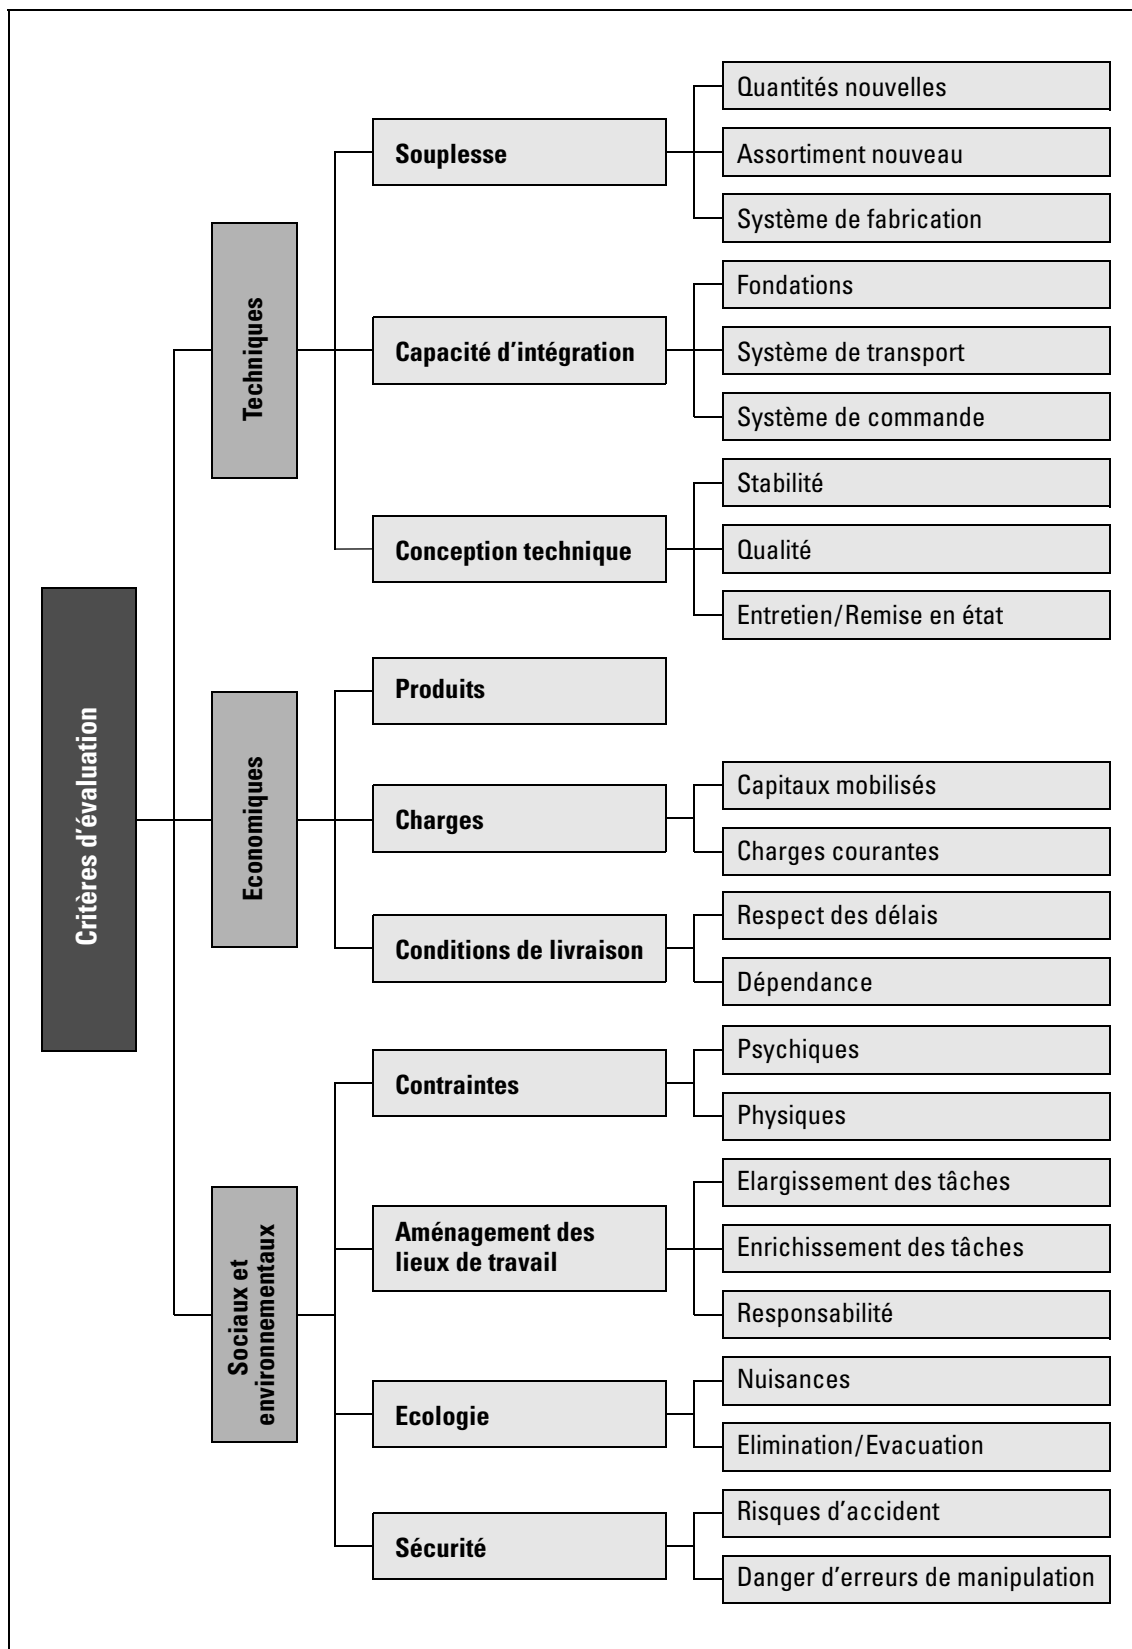 Critères d'évaluation
Techniques
Souplesse
Quantités nouvelles
Assortiment nouveau
Système de fabrication
Capacité d'intégration
Fondations
Système de transport
Système de commande
Conception technique
Stabilité
Qualité
Entretien/Remise en état
Economiques
Produits
Charges
Capitaux mobilisés
Charges courantes
Conditions de livraison
Respect des délais
Dépendance
Sociaux et
environnementaux
Contraintes
Psychiques
Physiques
Aménagement des
lieux de travail
Elargissement des tâches
Enrichissement des tâches
Responsabilité
Ecologie
Nuisances
Elimination/Evacuation
Sécurité
Risques d'accident
Danger d'erreurs de manipulation